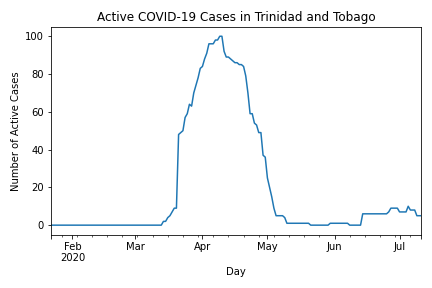 Active COVID-19 Cases in Trinidad and Tobago
100
80
60
40
20
0
Number of Active Cases
Feb Mar Apr May Jun Jul
2020
Day